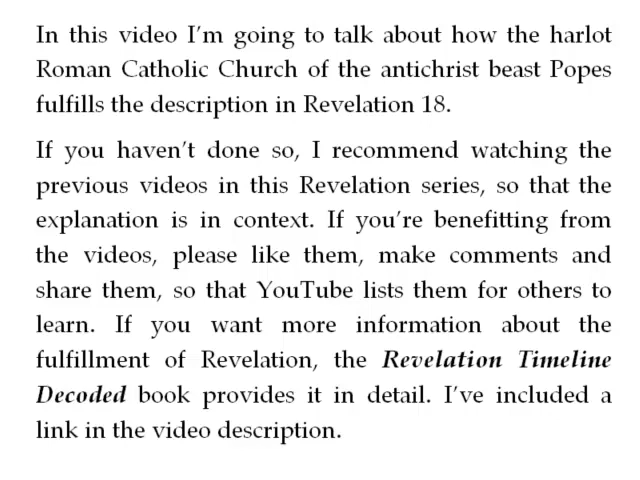 In this video I'm going to talk about how the harlot
Roman Catholic Church of the antichrist beast Popes
fulfills the description in Revelation 18.
If you haven't done so, I recommend watching the
previous videos in this Revelation series, so that the
explanation is in context. If you're benefitting from
the videos, please like them, make comments and
share them, so that YouTube lists them for others to
learn. If you want more information about the
fulfillment of Revelation, the Revelation Timeline
Decoded book provides it in detail. I've included a
link in the video description.